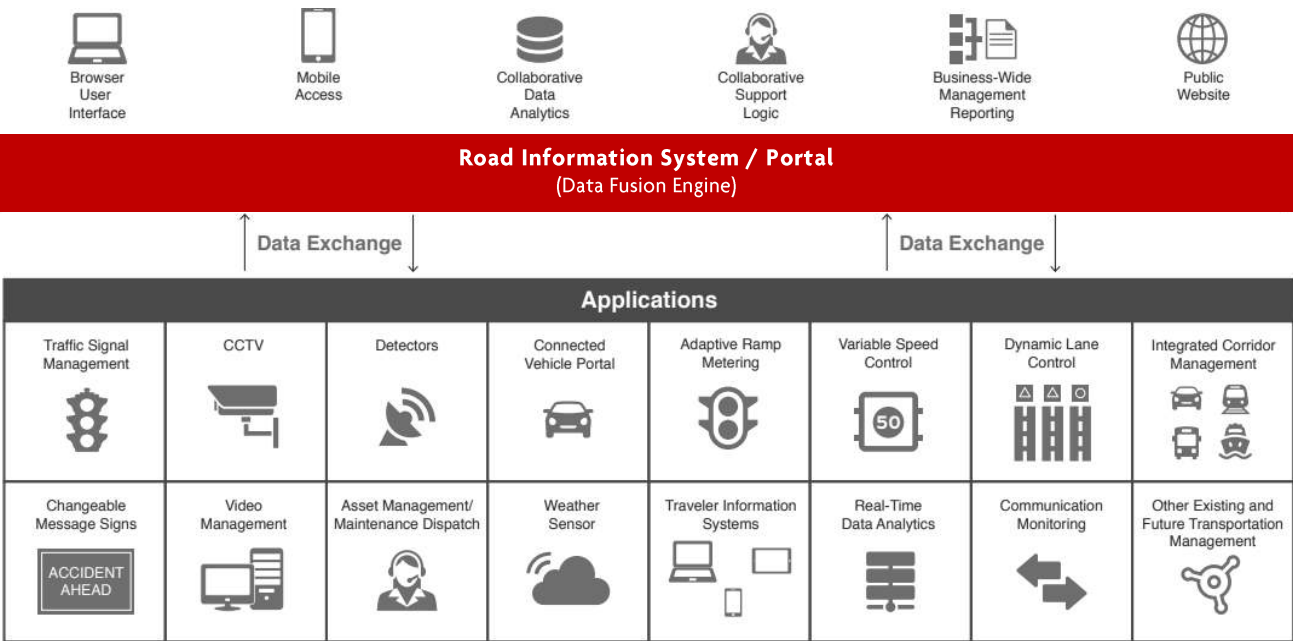 Browser
User
Interface
Mobile
Access
Collaborative
Data
Analytics
Collaborative
Support
Logic
Business-Wide
Management
Reporting
Public
Website
Road Information System / Portal
(Data Fusion Engine)
Data Exchange
Data Exchange
Applications
Traffic Signal
Management
CCTV
Detectors
Connected
Vehicle Portal
Adaptive Ramp
Metering
Variable Speed
Control
50
Dynamic Lane
Control
Integrated Corridor
Management
Changeable
Message Signs
ACCIDENT
AHEAD
Video
Management
Asset Management/
Maintenance Dispatch
Weather
Sensor
Traveler Information
Systems
Real-Time
Data Analytics
Communication
Monitoring
Other Existing and
Future Transportation
Management